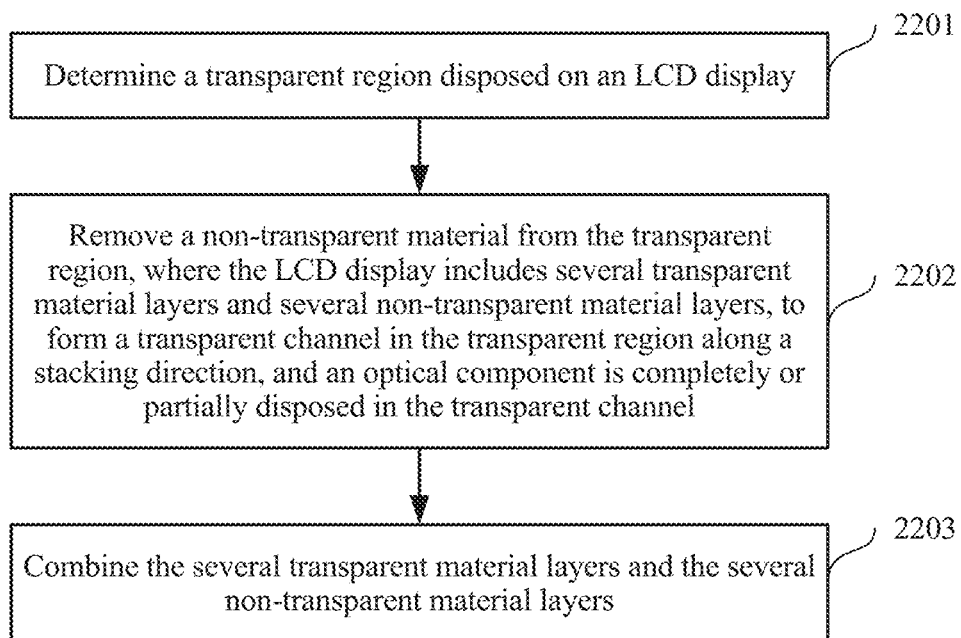 2201
Determine a transparent region disposed on an LCD display
Remove a non-transparent material from the transparent
region, where the LCD display includes several transparent
material layers and several non-transparent material layers, to
form a transparent channel in the transparent region along a
stacking direction, and an optical component is completely or
partially disposed in the transparent channel
2202
2203
Combine the several transparent material layers and the several
non-transparent material layers